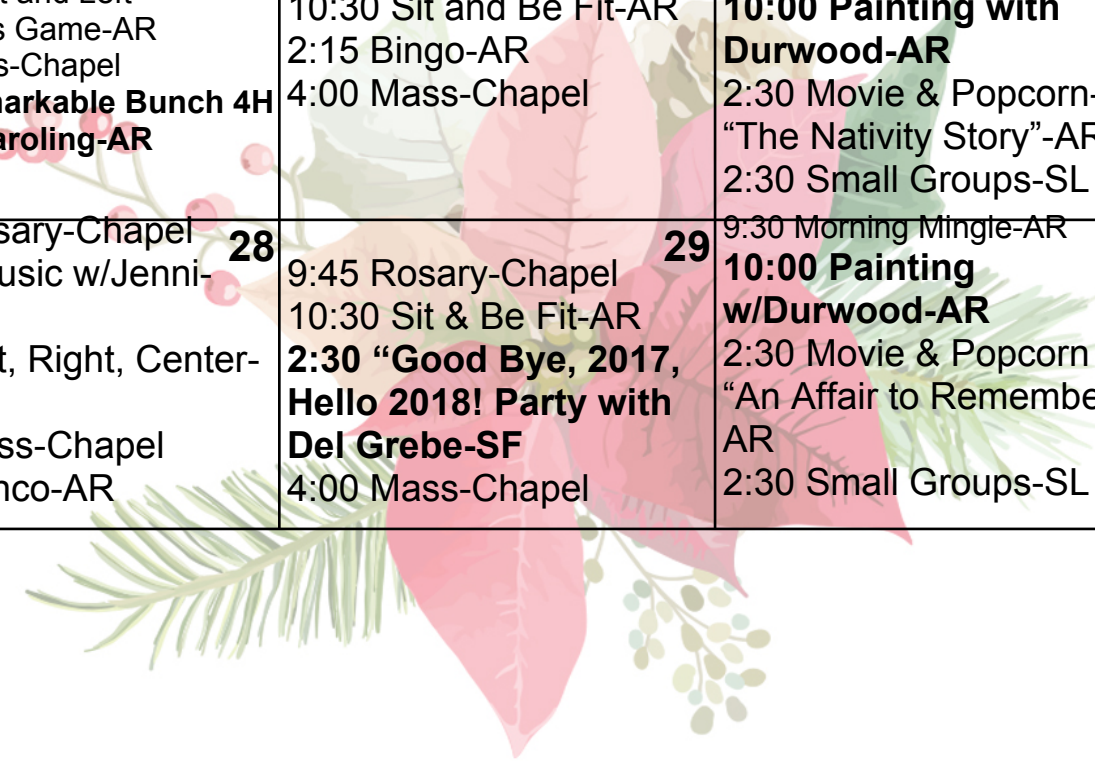 s Game-AR
s-Chapel
arkable Bunch 4H
aroling-AR
10:30 Sit and Be Fit-AR
2:15 Bingo-AR
4:00 Mass-Chapel
10:00 Painting with
Durwood-AR
2:30 Movie & Popcorn-
“The Nativity Story”-AR
2:30 Small Groups-SL
sary-Chapel 28
usic w/Jenni-
t, Right, Center-
ss-Chapel
nco-AR
29
9:45 Rosary-Chapel
10:30 Sit & Be Fit-AR
2:30 “Good Bye, 2017,
Hello 2018! Party with
Del Grebe-SF
4:00 Mass-Chapel
9:30 Morning Mingle-AR
10:00 Painting
w/Durwood-AR
2:30 Movie & Popcorn
“An Affair to Remembe
AR
2:30 Small Groups-SL